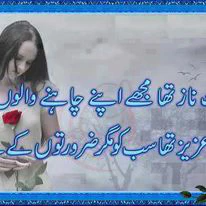 ناز تھا مجھے اپنے چاہنے والوں
عزیز تھا سب کو مگر ضرورتوں کے